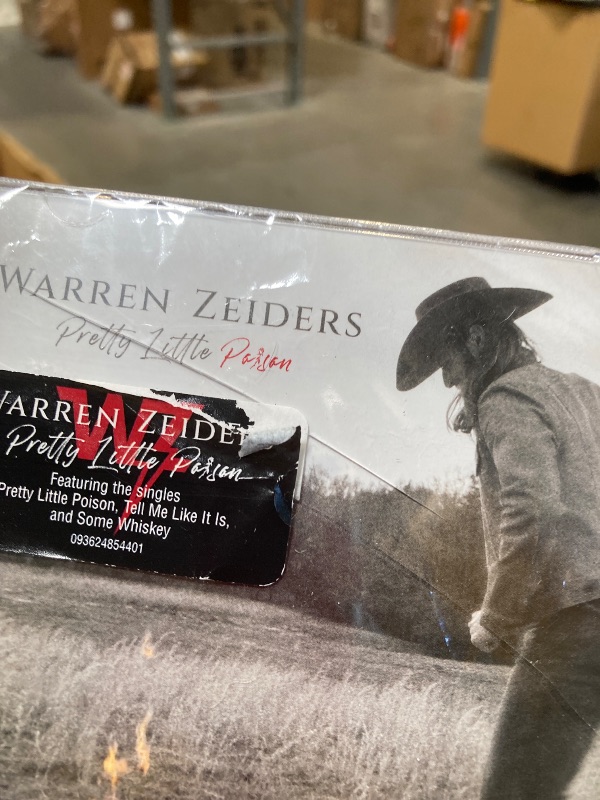 WARREN ZEIDERS
Pretty Little Poison
WARREN ZEIDE
Pretty Little Poison
Featuring the singles
Pretty Little Poison, Tell Me Like It Is,
and Some Whiskey
093624854401